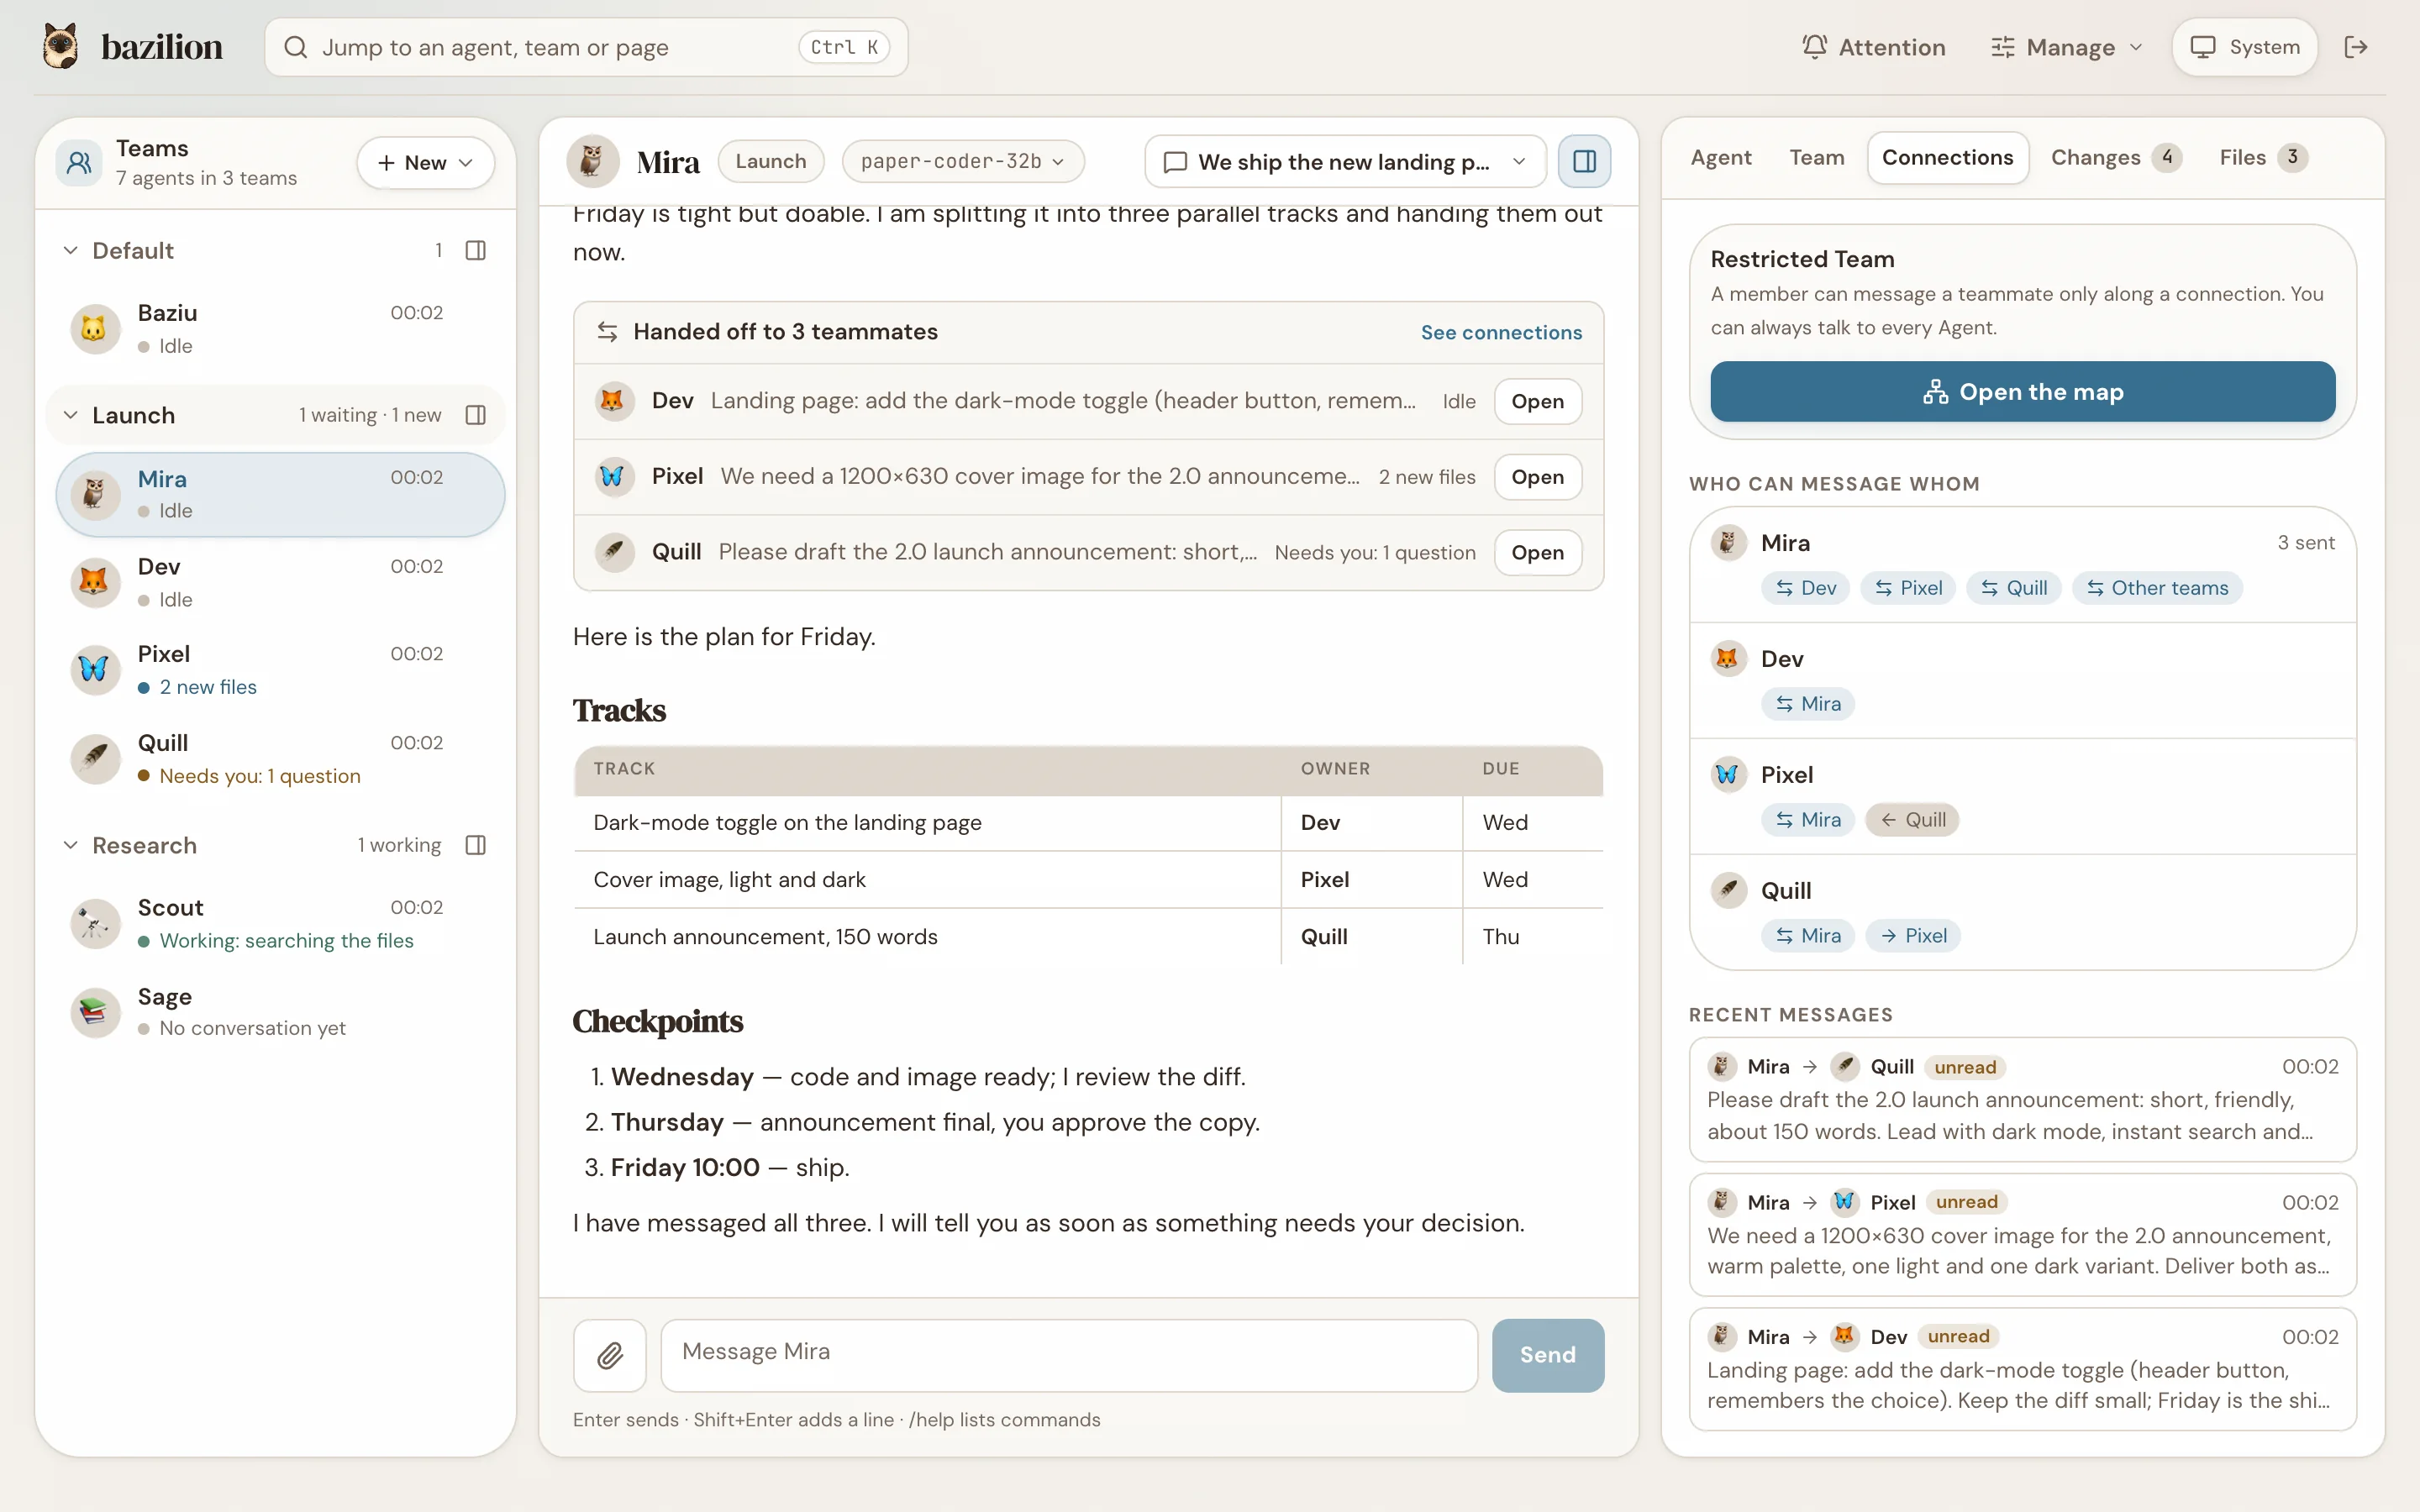 bazilion
Jump to an agent, team or page
Ctrl K
Attention
Manage
System
Teams
7 agents in 3 teams
+ New
Default
1
Baziu
00:02
Idle
Launch
1 waiting · 1 new
Mira
00:02
Idle
Dev
00:02
Idle
Pixel
00:02
2 new files
Quill
00:02
Needs you: 1 question
Research
1 working
Scout
00:02
Working: searching the files
Sage
No conversation yet
Mira
Launch
paper-coder-32b
We ship the new landing p...
Friday is tight but doable. I am splitting it into three parallel tracks and handing them out
now.
Handed off to 3 teammates
See connections
Dev Landing page: add the dark-mode toggle (header button, remem... Idle Open
Pixel We need a 1200×630 cover image for the 2.0 announceme... 2 new files Open
Quill Please draft the 2.0 launch announcement: short,... Needs you: 1 question Open
Here is the plan for Friday.
Tracks
TRACK OWNER DUE
Dark-mode toggle on the landing page Dev Wed
Cover image, light and dark Pixel Wed
Launch announcement, 150 words Quill Thu
Checkpoints
1. Wednesday — code and image ready; I review the diff.
2. Thursday — announcement final, you approve the copy.
3. Friday 10:00 — ship.
I have messaged all three. I will tell you as soon as something needs your decision.
Message Mira
Send
Enter sends · Shift+Enter adds a line · /help lists commands
Agent
Team
Connections
Changes 4
Files 3
Restricted Team
A member can message a teammate only along a connection. You
can always talk to every Agent.
Open the map
WHO CAN MESSAGE WHOM
Mira
3 sent
⇆ Dev ⇆ Pixel ⇆ Quill ⇆ Other teams
Dev
⇆ Mira
Pixel
⇆ Mira ← Quill
Quill
⇆ Mira → Pixel
RECENT MESSAGES
Mira → Quill unread 00:02
Please draft the 2.0 launch announcement: short, friendly,
about 150 words. Lead with dark mode, instant search and...
Mira → Pixel unread 00:02
We need a 1200×630 cover image for the 2.0 announcement,
warm palette, one light and one dark variant. Deliver both as...
Mira → Dev unread 00:02
Landing page: add the dark-mode toggle (header button,
remembers the choice). Keep the diff small; Friday is the shi...